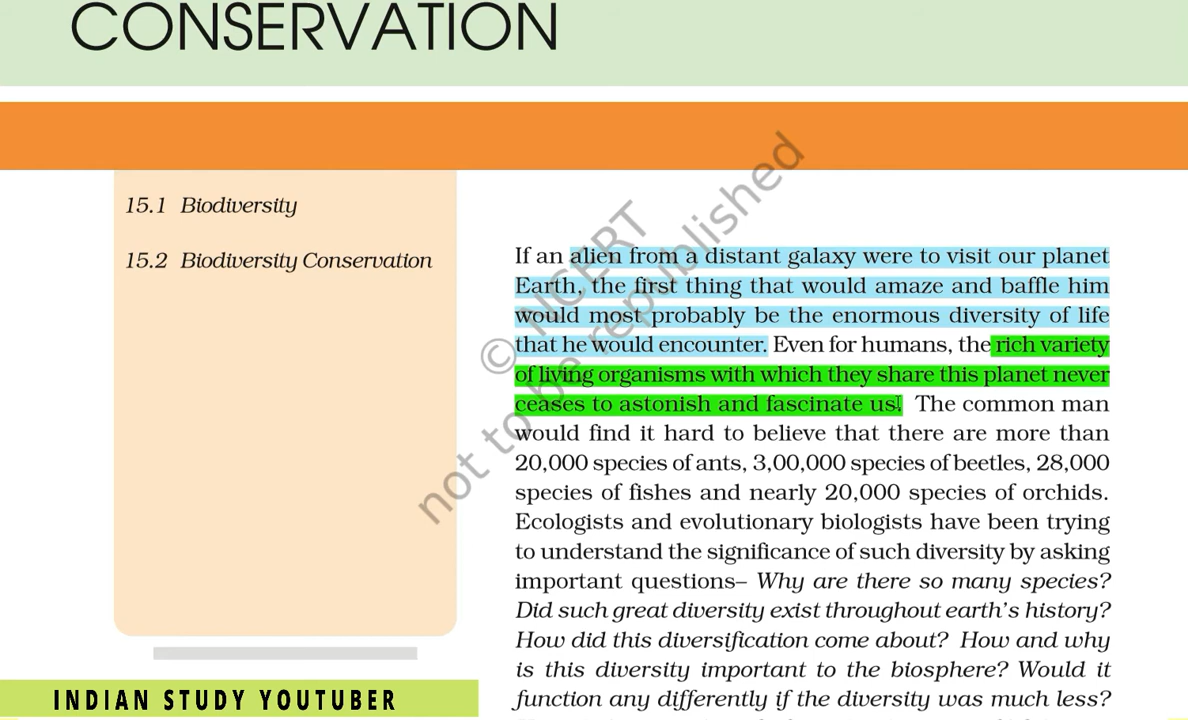 CONSERVATION
15.1 Biodiversity
15.2 Biodiversity Conservation
If an alien from a distant galaxy were to visit our planet
Earth, the first thing that would amaze and baffle him
would most probably be the enormous diversity of life
that he would encounter. Even for humans, the rich variety
of living organisms with which they share this planet never
ceases to astonish and fascinate us. The common man
would find it hard to believe that there are more than
20,000 species of ants, 3,00,000 species of beetles, 28,000
species of fishes and nearly 20,000 species of orchids.
Ecologists and evolutionary biologists have been trying
to understand the significance of such diversity by asking
important questions– Why are there so many species?
Did such great diversity exist throughout earth's history?
How did this diversification come about? How and why
is this diversity important to the biosphere? Would it
function any differently if the diversity was much less?
© NCERT
not to be republished
INDIAN STUDY YOUTUBER